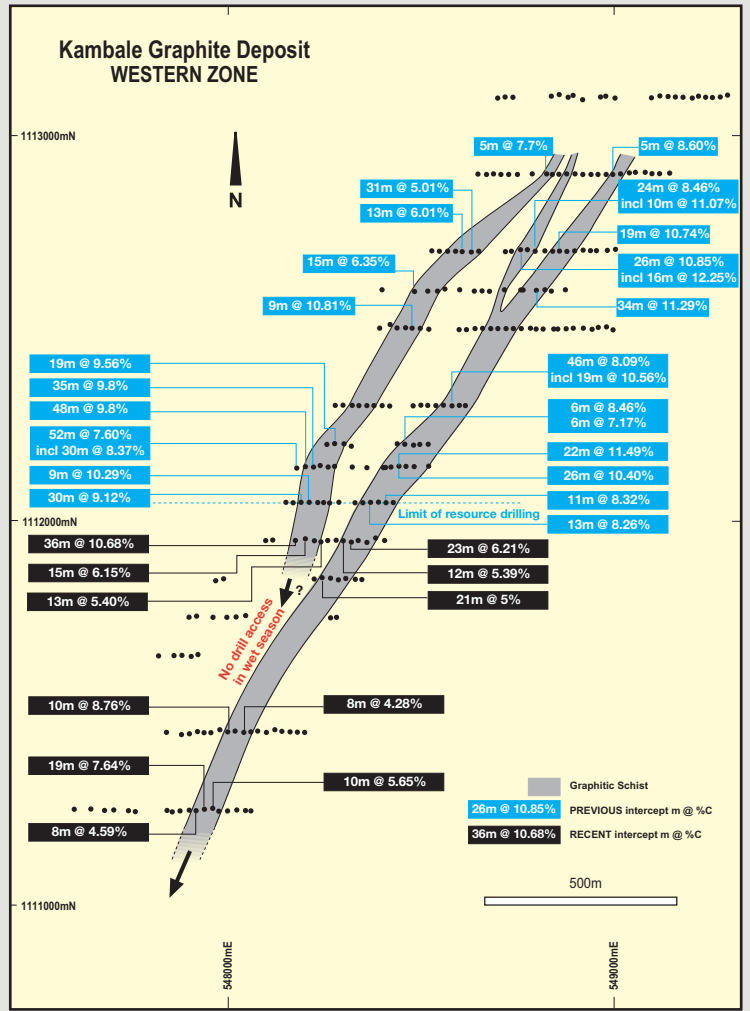 Kambale Graphite Deposit
WESTERN ZONE
1113000mN
N
5m @ 7.7%
5m @ 8.60%
31m @ 5.01%
13m @ 6.01%
24m @ 8.46%
incl 10m @ 11.07%
19m @ 10.74%
15m @ 6.35%
26m @ 10.85%
incl 16m @ 12.25%
9m @ 10.81%
34m @ 11.29%
19m @ 9.56%
35m @ 9.8%
48m @ 9.8%
52m @ 7.60%
incl 30m @ 8.37%
9m @ 10.29%
30m @ 9.12%
46m @ 8.09%
incl 19m @ 10.56%
6m @ 8.46%
6m @ 7.17%
22m @ 11.49%
26m @ 10.40%
11m @ 8.32%
Limit of resource drilling
13m @ 8.26%
1112000mN
36m @ 10.68%
15m @ 6.15%
13m @ 5.40%
23m @ 6.21%
12m @ 5.39%
21m @ 5%
?
No drill access
in wet season
10m @ 8.76%
8m @ 4.28%
19m @ 7.64%
10m @ 5.65%
8m @ 4.59%
Graphitic Schist
26m @ 10.85% PREVIOUS intercept m @ %C
36m @ 10.68% RECENT intercept m @ %C
500m
1111000mN
548000mE
549000mE